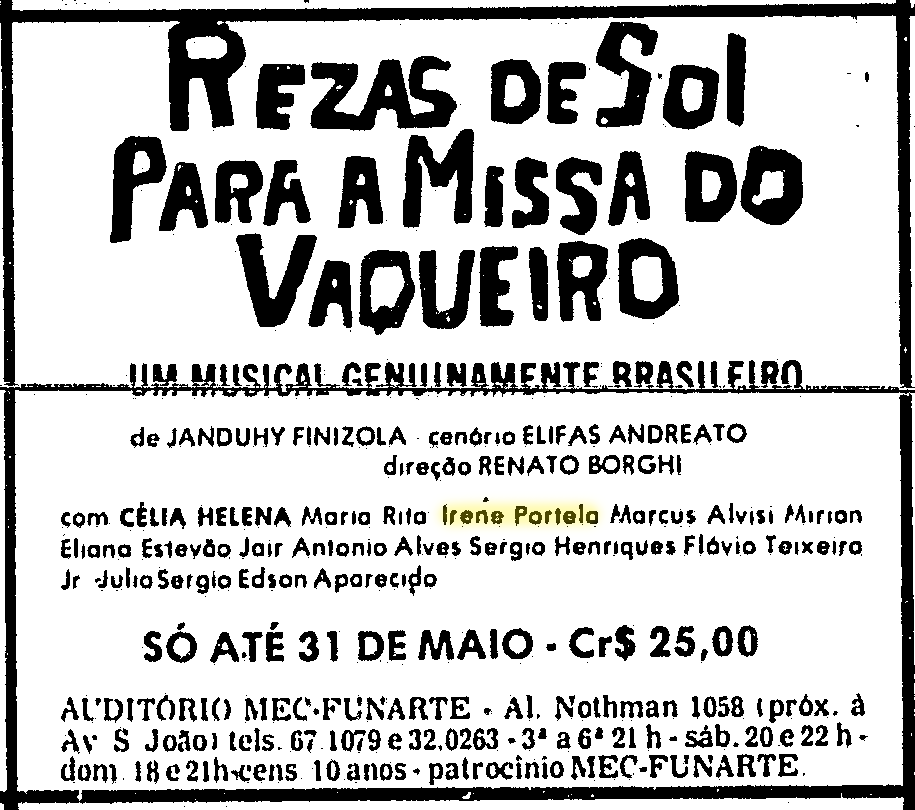 REZAS DE SOL
PARA A MISSA DO
VAQUEIRO
UM MUSICAL GENUINAMENTE BRASILEIRO
de JANDUHY FINIZOLA cenário ELIFAS ANDREATO
direção RENATO BORGHI
com CÉLIA HELENA Maria Rita Irene Portela Marcus Alvisi Mirian
Eliana Estevão Jair Antonio Alves Sergio Henriques Flávio Teixeira
Jr Julio Sergio Edson Aparecido
SÓ ATÉ 31 DE MAIO - Cr$ 25,00
AUDITÓRIO MEC-FUNARTE - Al. Nothman 1058 (próx. à
Av S João) tels. 67 1079 e 32.0263 - 3ª a 6ª 21 h - sáb. 20 e 22 h -
dom 18 e 21h-cens 10 anos - patrocínio MEC-FUNARTE.